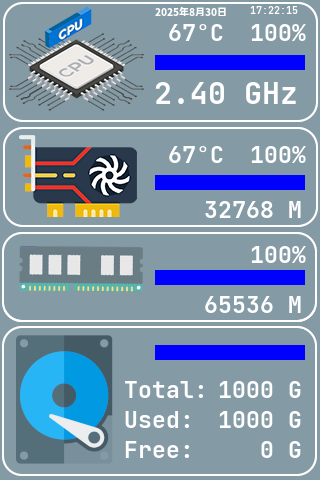 2025年8月30日 17:22:15
CPU
67°C 100%
CPU
2.40 GHz
67°C 100%
32768 M
100%
65536 M
Total: 1000 G
Used: 1000 G
Free: 0 G